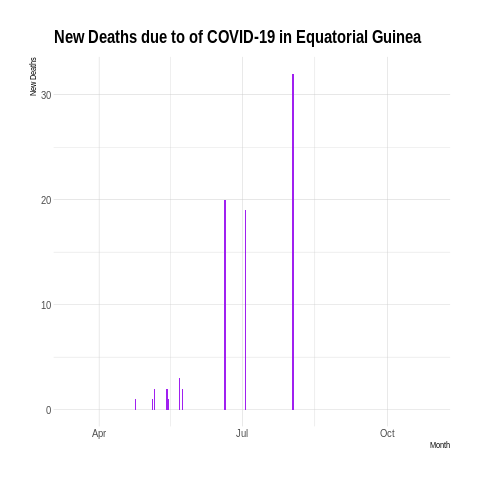 New Deaths due to of COVID-19 in Equatorial Guinea
New Deaths
30
20
10
0
Apr Jul Oct
Month